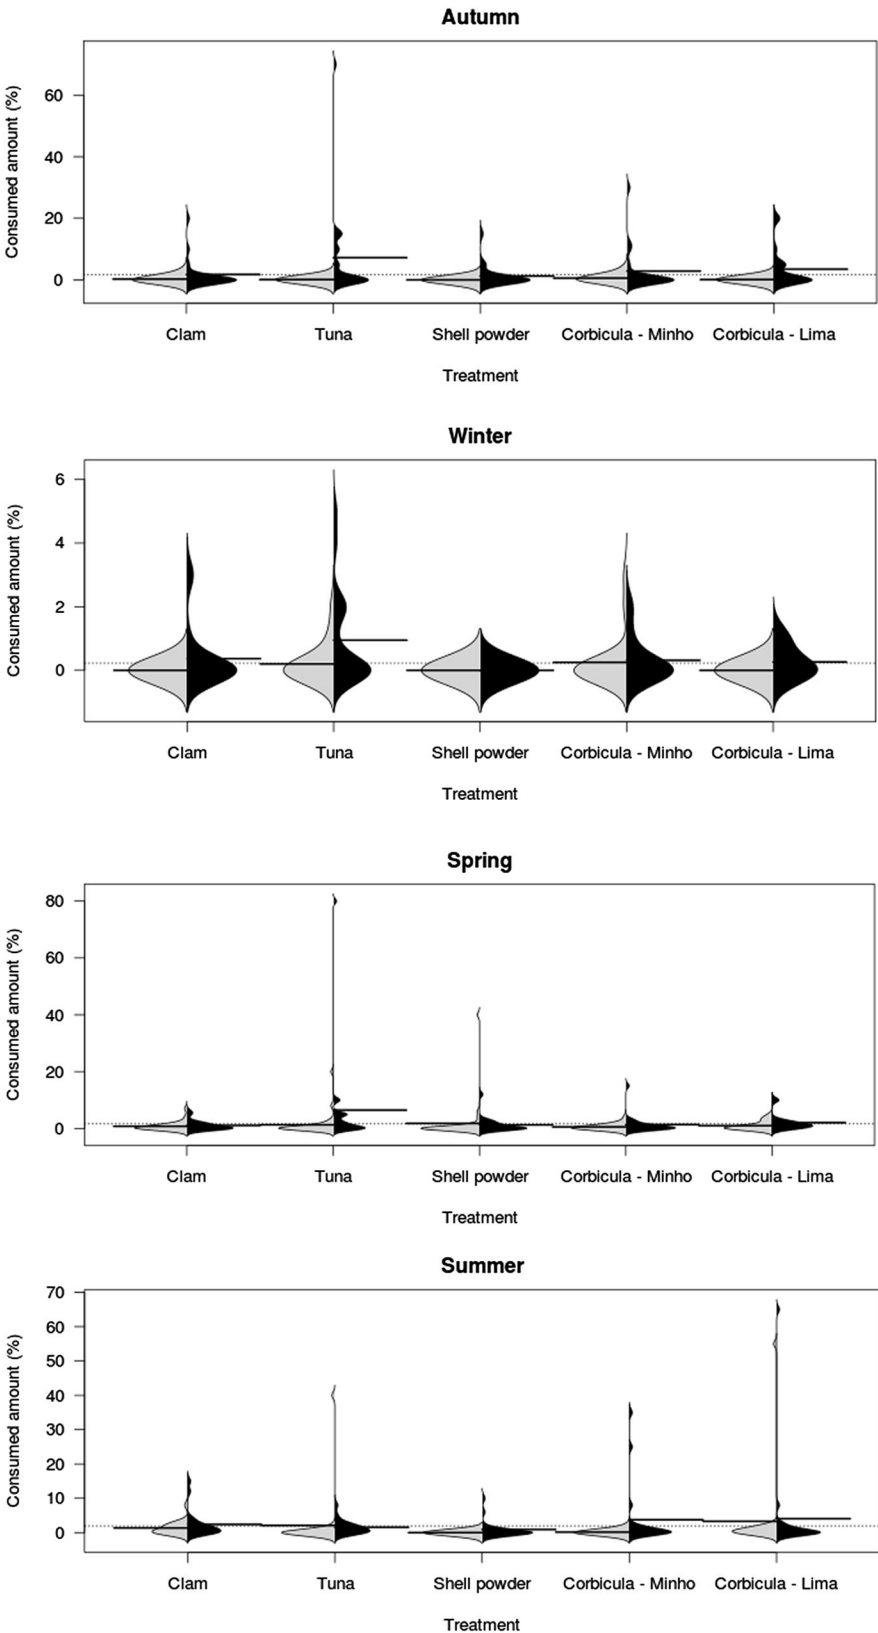 Autumn
Consumed amount (%)
60
40
20
0
Clam Tuna Shell powder Corbicula - Minho Corbicula - Lima
Treatment
Winter
Consumed amount (%)
6
4
2
0
Clam Tuna Shell powder Corbicula - Minho Corbicula - Lima
Treatment
Spring
Consumed amount (%)
80
60
40
20
0
Clam Tuna Shell powder Corbicula - Minho Corbicula - Lima
Treatment
Summer
Consumed amount (%)
70
60
50
40
30
20
10
0
Clam Tuna Shell powder Corbicula - Minho Corbicula - Lima
Treatment